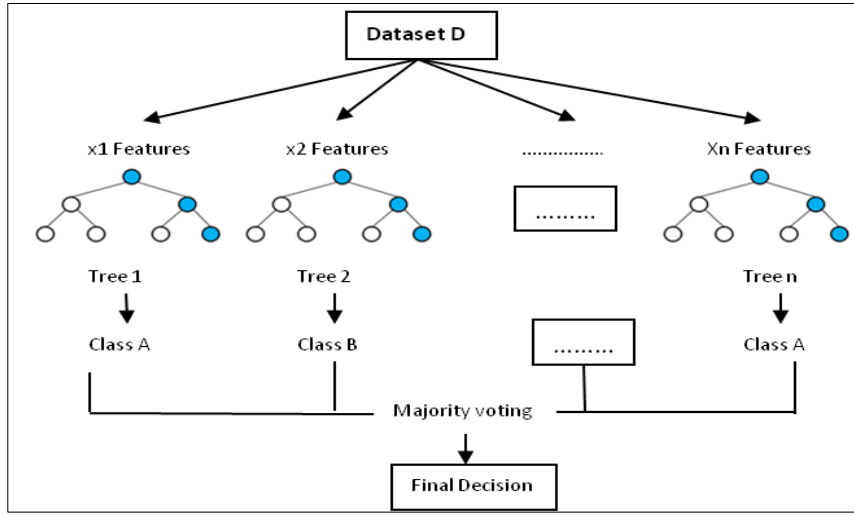 Dataset D
x1 Features
x2 Features
................
Xn Features
.........
Tree 1
Tree 2
Tree n
Class A
Class B
.........
Class A
Majority voting
Final Decision